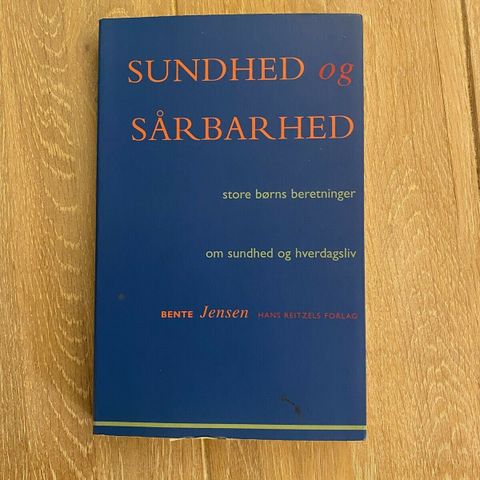 SUNDHED og
SÅRBARHED
store børns beretninger
om sundhed og hverdagsliv
BENTE Jensen HANS REITZELS FORLAG